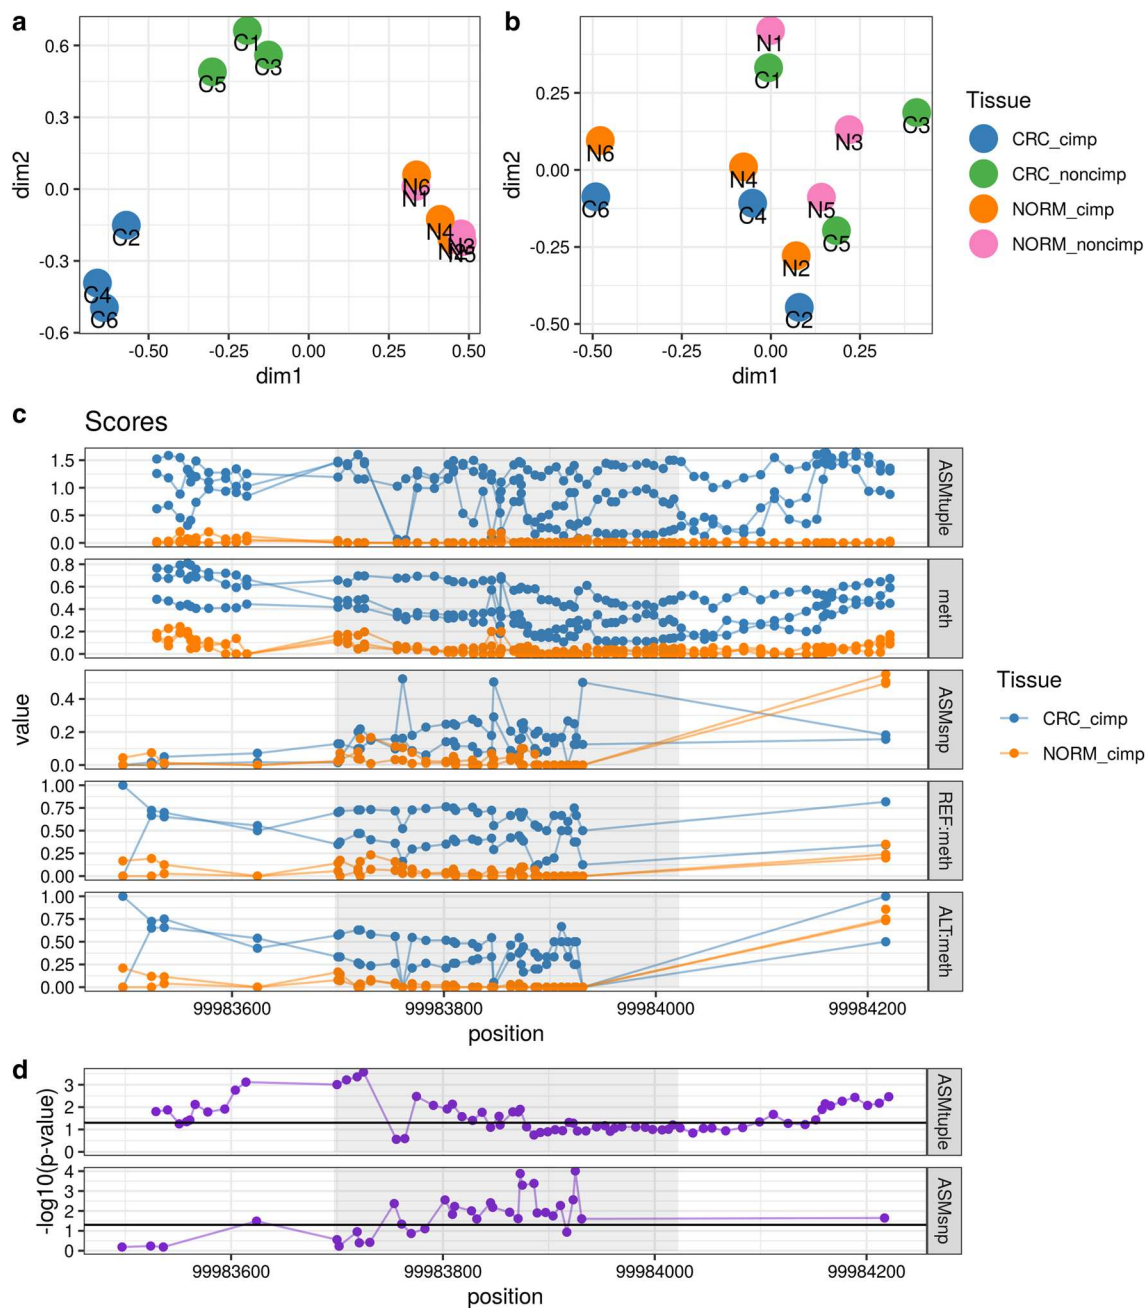 a
0.6
0.3
0.0
-0.3
-0.6
dim2
C1
C3
C5
C2
C4
C6
N6
N1
N4
N3
-0.50
-0.25
0.00
0.25
0.50
dim1
b
0.25
0.00
-0.25
-0.50
dim2
N1
C1
C3
N3
N6
N4
C6
C4
N5
C5
N2
C2
-0.50
-0.25
0.00
0.25
dim1
Tissue
CRC_cimp
CRC_noncimp
NORM_cimp
NORM_noncimp
c
Scores
value
1.5
1.0
0.5
0.0
ASMtuple
0.8
0.6
0.4
0.2
0.0
meth
0.4
0.2
0.0
ASMsnp
1.00
0.75
0.50
0.25
0.00
REF:meth
1.00
0.75
0.50
0.25
0.00
ALT:meth
99983600
99983800
99984000
99984200
position
Tissue
CRC_cimp
NORM_cimp
d
-log10(p-value)
3
2
1
0
ASMtuple
4
3
2
1
0
ASMsnp
99983600
99983800
99984000
99984200
position